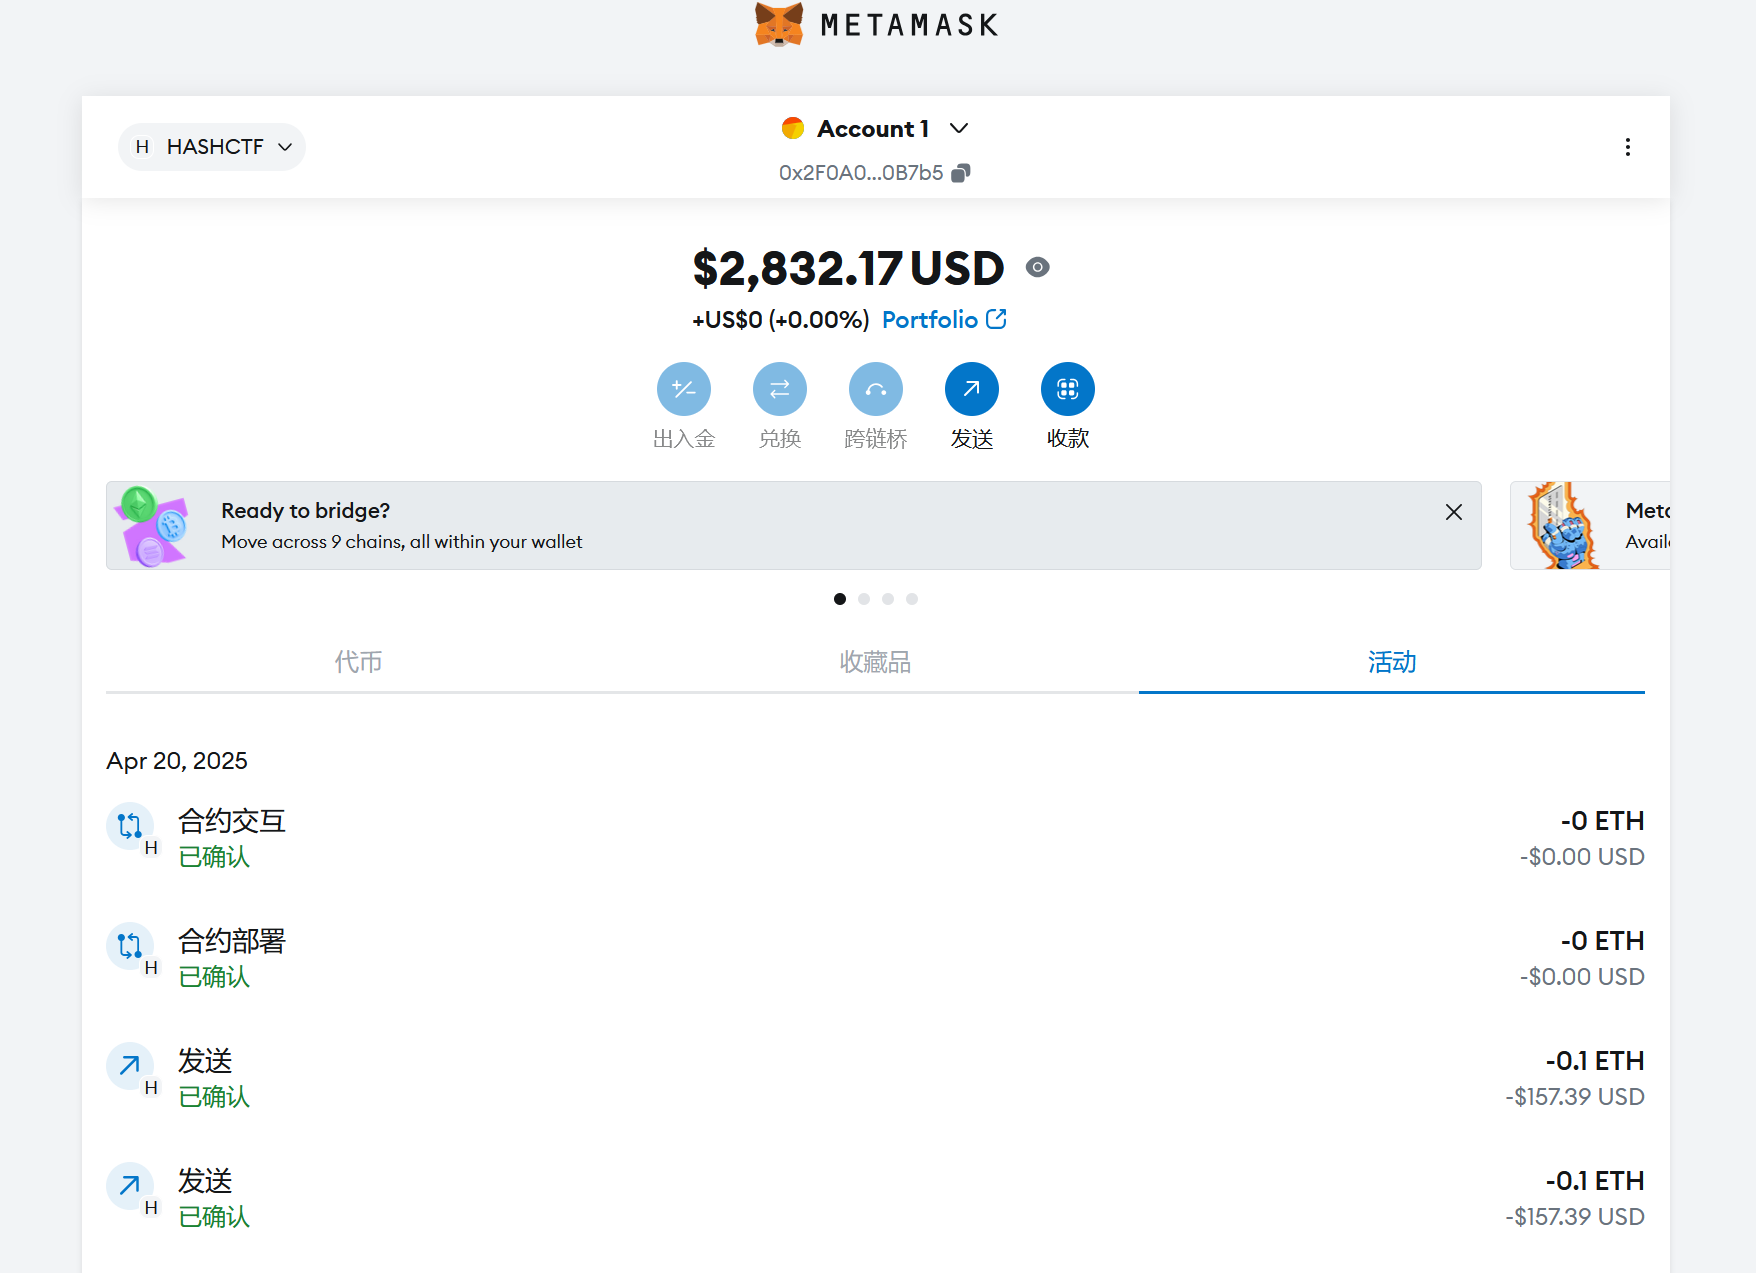 METAMASK
H HASHCTF
Account 1
0x2F0A0...0B7b5
$2,832.17 USD
+US$0 (+0.00%) Portfolio
出入金 兑换 跨链桥 发送 收款
Ready to bridge?
Move across 9 chains, all within your wallet
Meta
Availa
代币 收藏品 活动
Apr 20, 2025
合约交互 -0 ETH
H 已确认 -$0.00 USD
合约部署 -0 ETH
H 已确认 -$0.00 USD
发送 -0.1 ETH
H 已确认 -$157.39 USD
发送 -0.1 ETH
H 已确认 -$157.39 USD